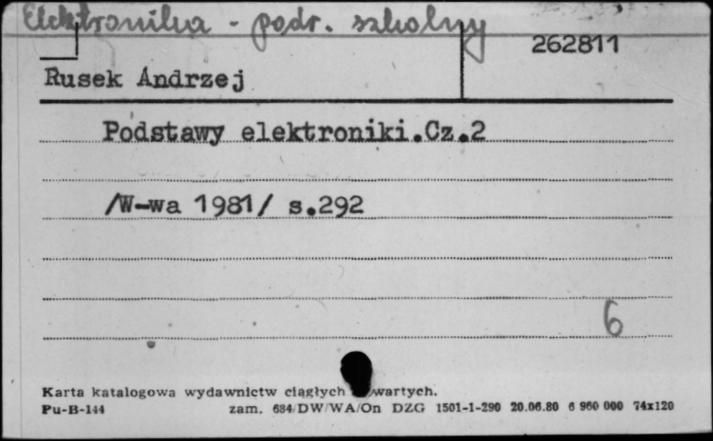 Elektronika - podr. szkolny
262811
Rusek Andrzej
Podstawy elektroniki.Cz.2
/W-wa 1981/ s.292
6
Karta katalogowa wydawnictw ciągłych wartych.
Pu-B-144 zam. 684/DW/WA/On DZG 1501-1-290 20.06.80 6 960 000 74x120